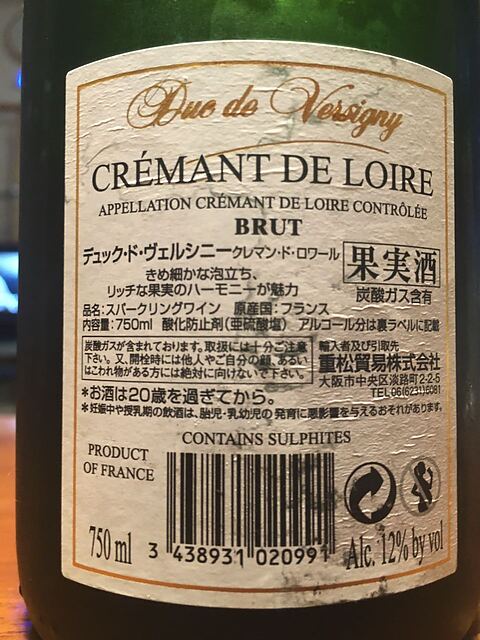 Duc de Versigny
CRÉMANT DE LOIRE
APPELLATION CRÉMANT DE LOIRE CONTRÔLÉE
BRUT
デュック・ド・ヴェルシニークレマン・ド・ロワール
果実酒
きめ細かな泡立ち、
炭酸ガス含有
リッチな果実のハーモニーが魅力
品名:スパークリングワイン 原産国:フランス
内容量:750ml 酸化防止剤(亜硫酸塩) アルコール分は裏ラベルに記載
炭酸ガスが含まれております。取扱には十分ご注意
下さい。又、開栓時には他人やご自分の顔、あるい
はこわれ物がある方には絶対に向けないで下さい。
輸入者及び引取先
重松貿易株式会社
大阪市中央区淡路町2-2-5
TEL 06(6231)6081
*お酒は20歳を過ぎてから。
*妊娠中や授乳期の飲酒は、胎児・乳幼児の発育に悪影響を与えるおそれがあります。
CONTAINS SULPHITES
PRODUCT
OF FRANCE
750 ml
3 438931 020991
Alc. 12% by vol